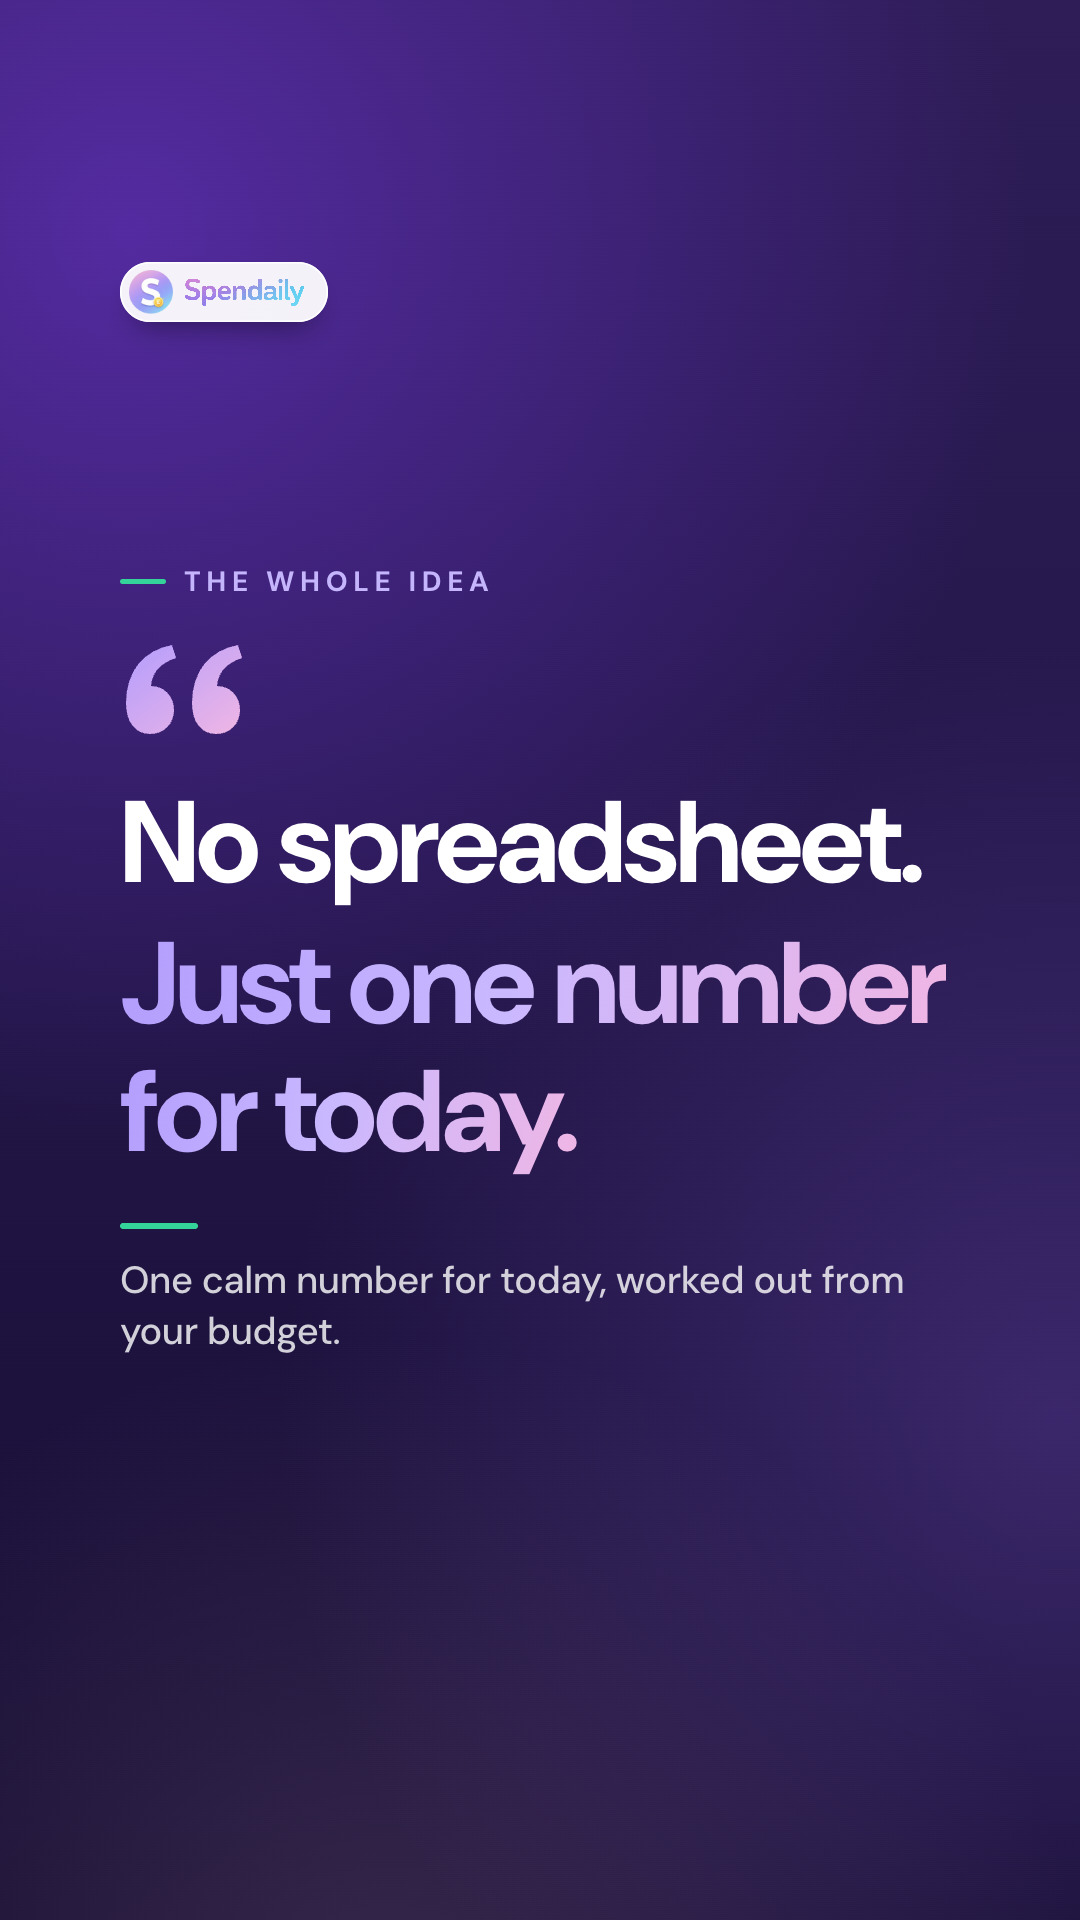 Spendaily
THE WHOLE IDEA
“
No spreadsheet.
Just one number
for today.
One calm number for today, worked out from
your budget.